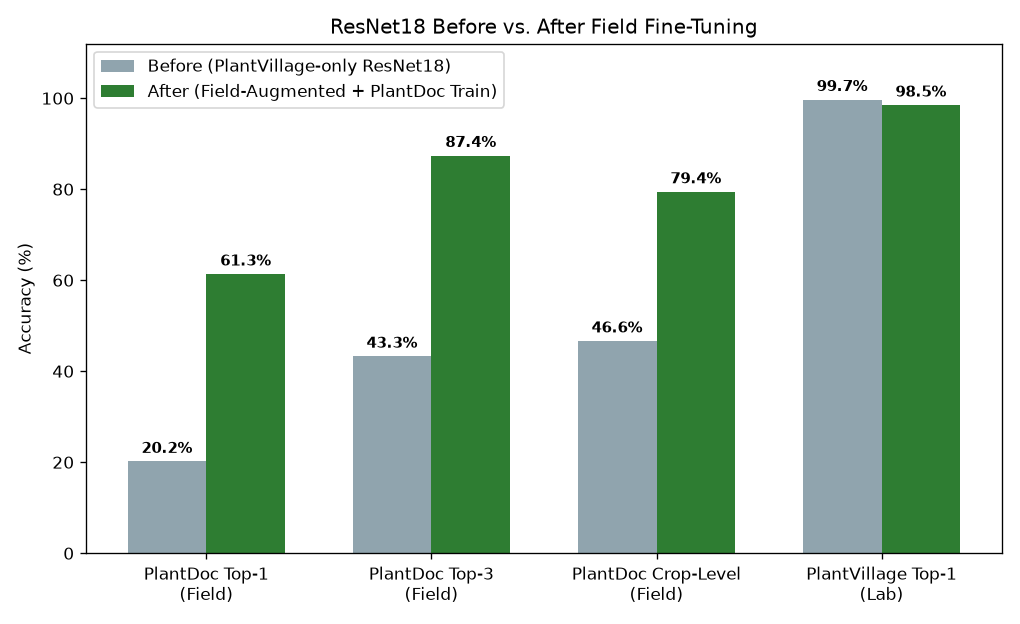 ResNet18 Before vs. After Field Fine-Tuning
Before (PlantVillage-only ResNet18)
After (Field-Augmented + PlantDoc Train)
Accuracy (%)
100
80
60
40
20
0
20.2%
61.3%
43.3%
87.4%
46.6%
79.4%
99.7%
98.5%
PlantDoc Top-1
(Field)
PlantDoc Top-3
(Field)
PlantDoc Crop-Level
(Field)
PlantVillage Top-1
(Lab)